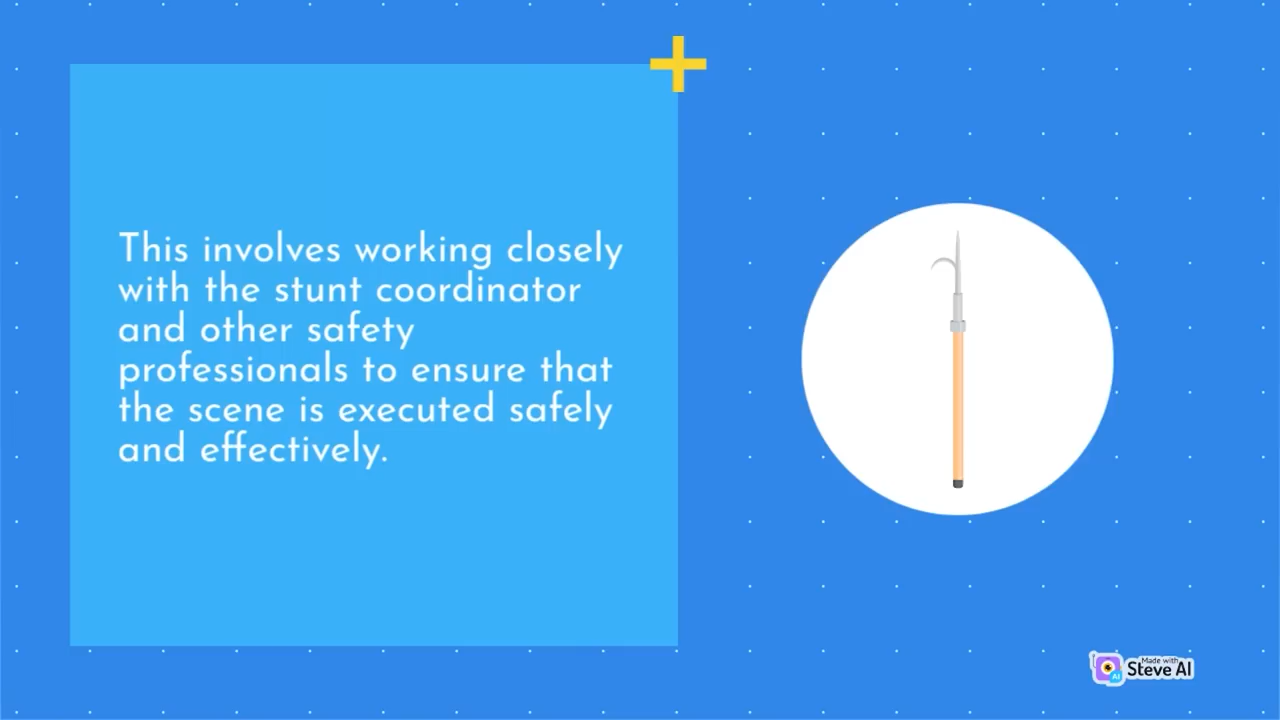 This involves working closely
with the stunt coordinator
and other safety
professionals to ensure that
the scene is executed safely
and effectively.
Made with
Steve AI
AI